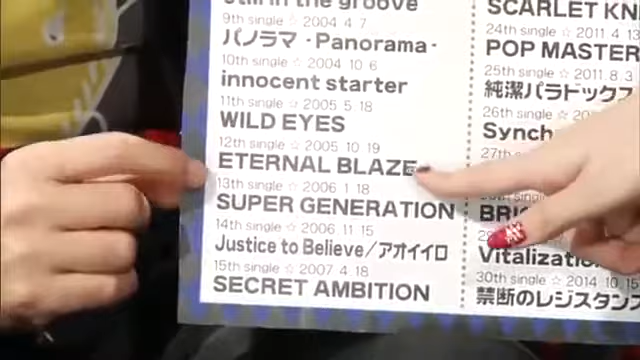 still in the groove
9th single ☆ 2004 4 7
パノラマ -Panorama-
10th single ☆ 2004 10 6
innocent starter
11th single ☆ 2005 5 18
WILD EYES
12th single ☆ 2005 10 19
ETERNAL BLAZE
13th single ☆ 2006 1 18
SUPER GENERATION
14th single ☆ 2006 11 15
Justice to Believe/アオイイロ
15th single ☆ 2007 4 18
SECRET AMBITION
SCARLET KN
24th single ☆ 2011 4 13
POP MASTER
25th single ☆ 2011 8 3
純潔パラドックス
26th single ☆
Synch
27th
BRI
Vitalization
30th single ☆ 2014 10 15
禁断のレジスタンス